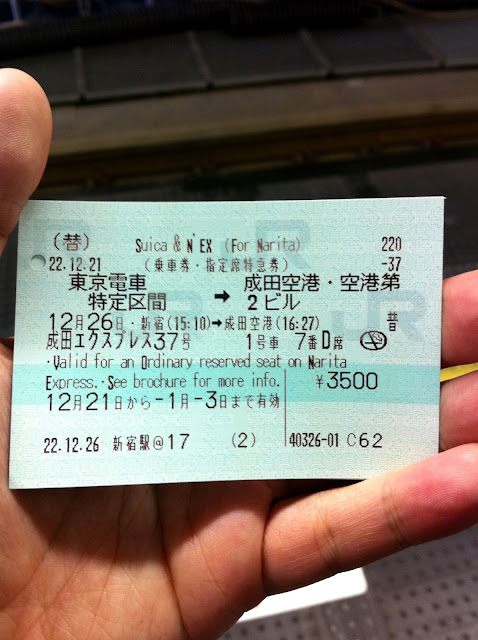 (替) Suica & N'EX (For Narita) 220
22.12.21 (乗車券・指定席特急券) -37
東京電車 成田空港・空港第
特定区間 → 2ビル
12月26日・新宿(15:10)→成田空港(16:27) 普
成田エクスプレス37号 1号車 7番D席
・Valid for an Ordinary reserved seat on Narita
Express.・See brochure for more info. ¥3500
12月21日から-1月-3日まで有効
22.12.26 新宿駅@17 (2) 40326-01 C62
JR